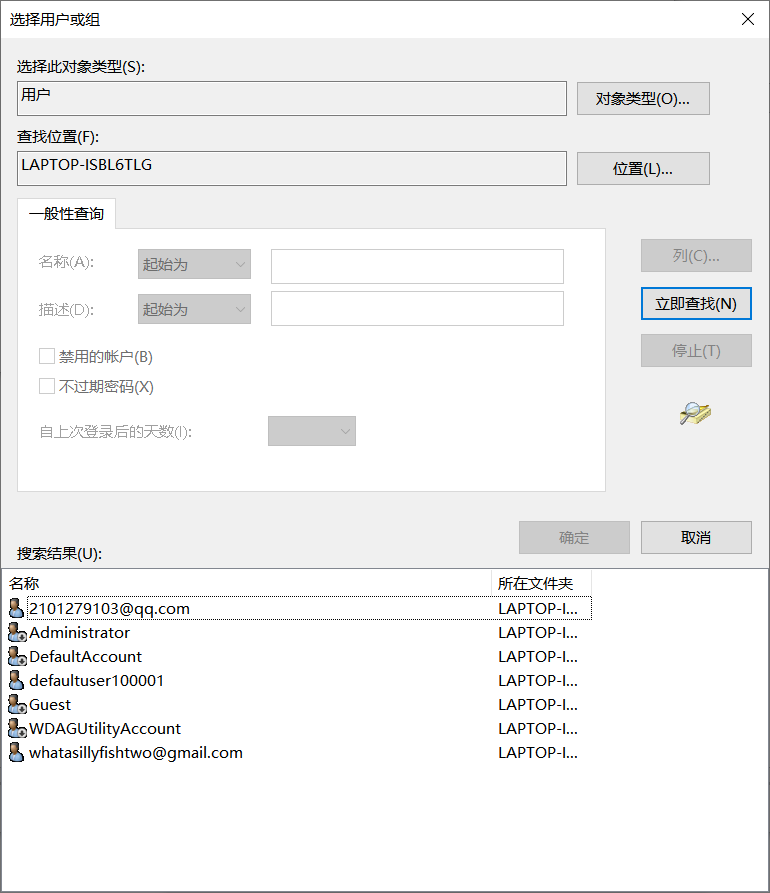 选择用户或组
选择此对象类型(S):
用户
对象类型(O)...
查找位置(F):
LAPTOP-ISBL6TLG
位置(L)...
一般性查询
名称(A):
起始为
列(C)...
描述(D):
起始为
立即查找(N)
禁用的帐户(B)
停止(T)
不过期密码(X)
自上次登录后的天数(I):
确定
取消
搜索结果(U):
名称 所在文件夹
2101279103@qq.com LAPTOP-I...
Administrator LAPTOP-I...
DefaultAccount LAPTOP-I...
defaultuser100001 LAPTOP-I...
Guest LAPTOP-I...
WDAGUtilityAccount LAPTOP-I...
whatasillyfishtwo@gmail.com LAPTOP-I...